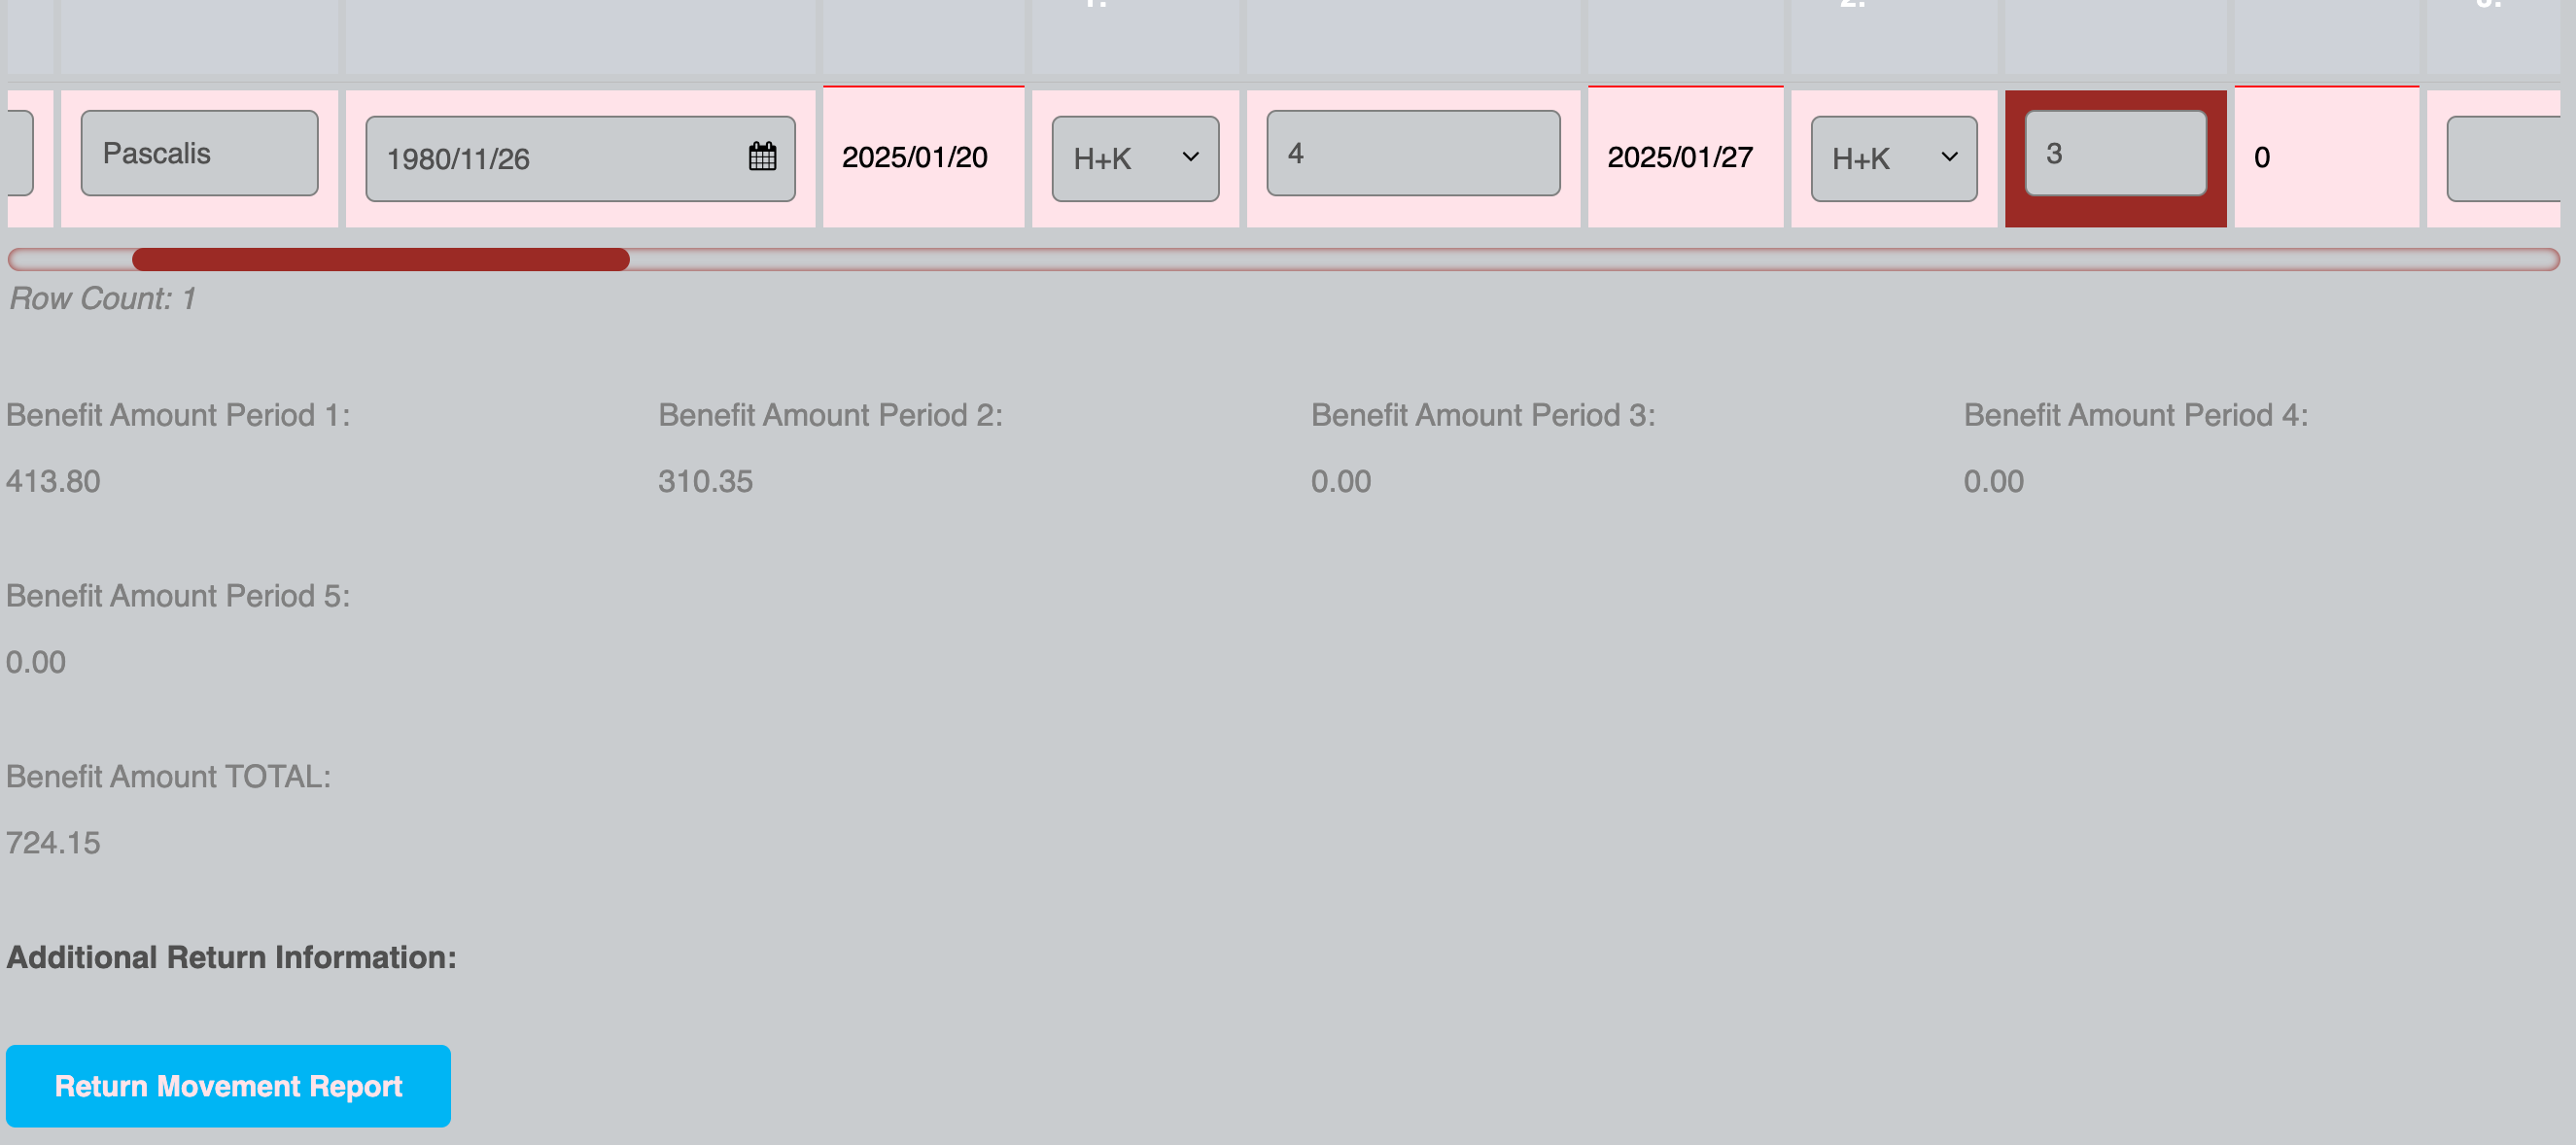 1.
2.
Pascalis
1980/11/26
2025/01/20
H+K
4
2025/01/27
H+K
3
0
Row Count: 1
Benefit Amount Period 1:
Benefit Amount Period 2:
Benefit Amount Period 3:
Benefit Amount Period 4:
413.80
310.35
0.00
0.00
Benefit Amount Period 5:
0.00
Benefit Amount TOTAL:
724.15
Additional Return Information:
Return Movement Report